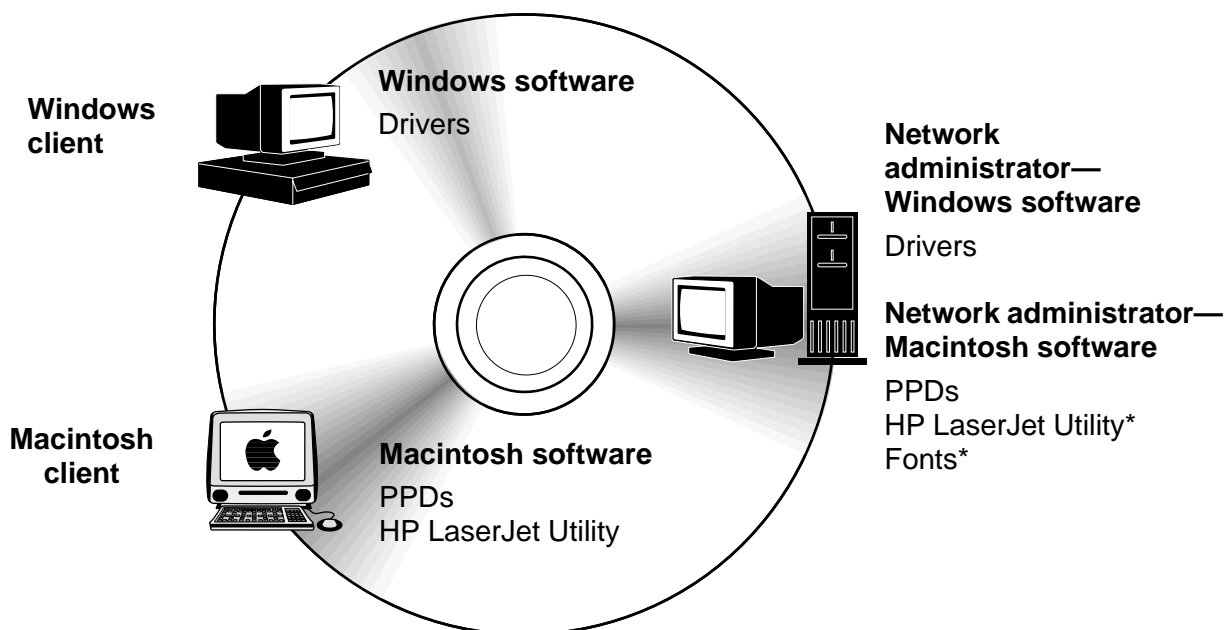 Windows
client
Windows software
Drivers
Network
administrator—
Windows software
Drivers
Network administrator—
Macintosh software
PPDs
HP LaserJet Utility*
Fonts*
Macintosh
client
Macintosh software
PPDs
HP LaserJet Utility